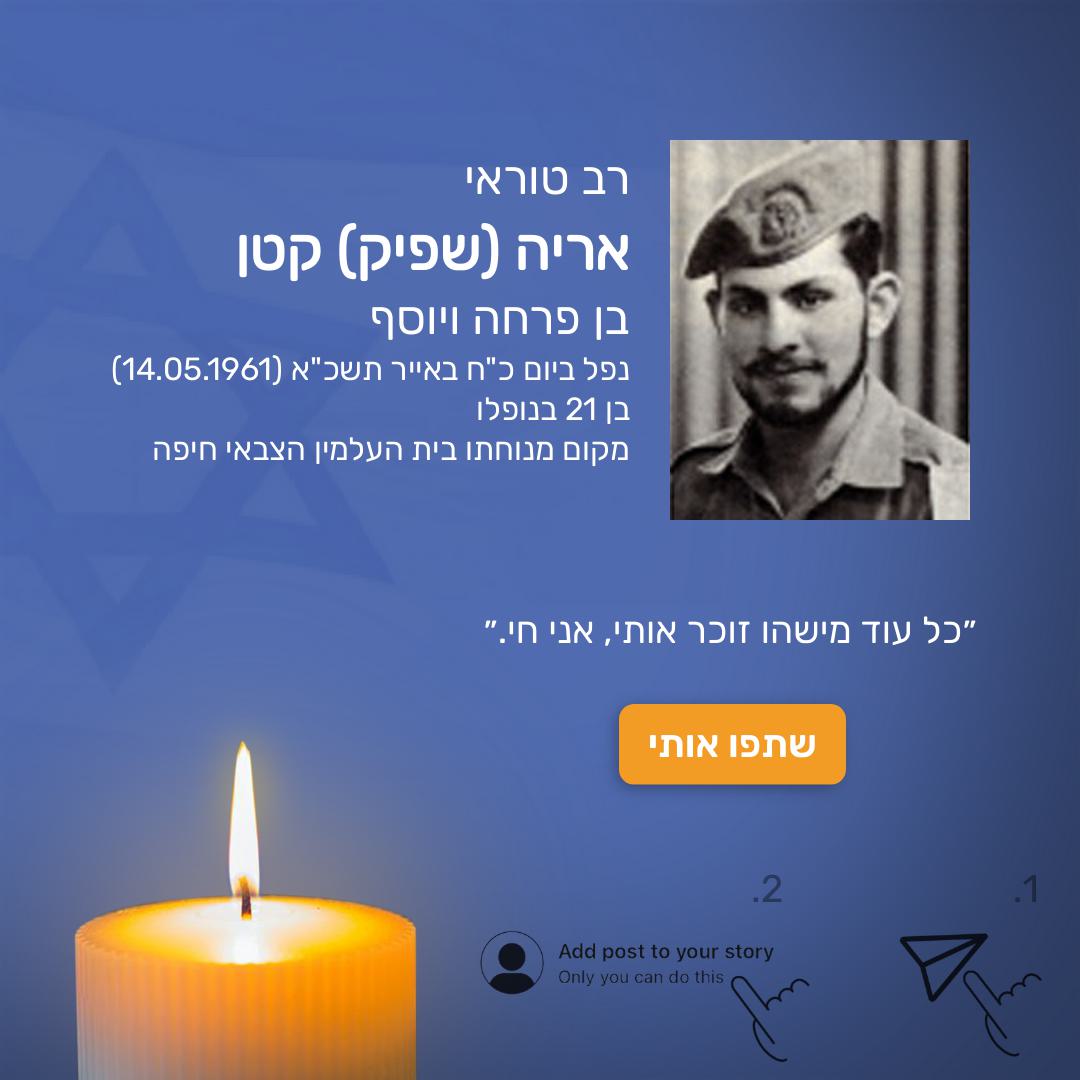 רב טוראי
אריה (שפיק) קטן
בן פרחה ויוסף
נפל ביום כ"ח באייר תשכ"א (14.05.1961)
בן 21 בנופלו
מקום מנוחתו בית העלמין הצבאי חיפה
״כל עוד מישהו זוכר אותי, אני חי.״
שתפו אותי
1.
2.
Add post to your story
Only you can do this